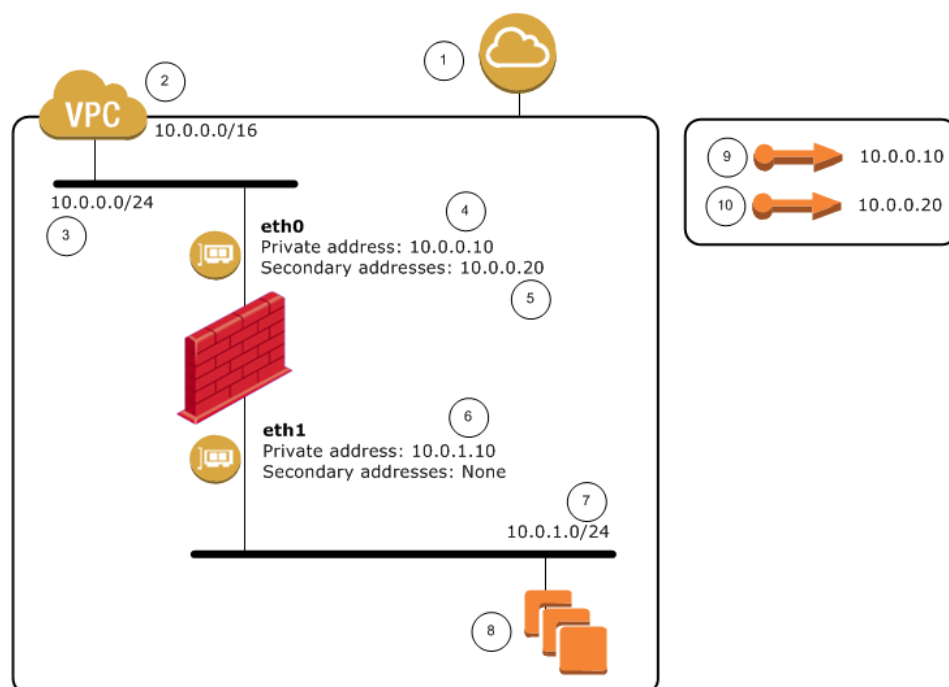 1
2
VPC
10.0.0.0/16
9
10.0.0.10
10
10.0.0.20
10.0.0.0/24
3
4
eth0
Private address: 10.0.0.10
Secondary addresses: 10.0.0.20
5
6
eth1
Private address: 10.0.1.10
Secondary addresses: None
7
10.0.1.0/24
8